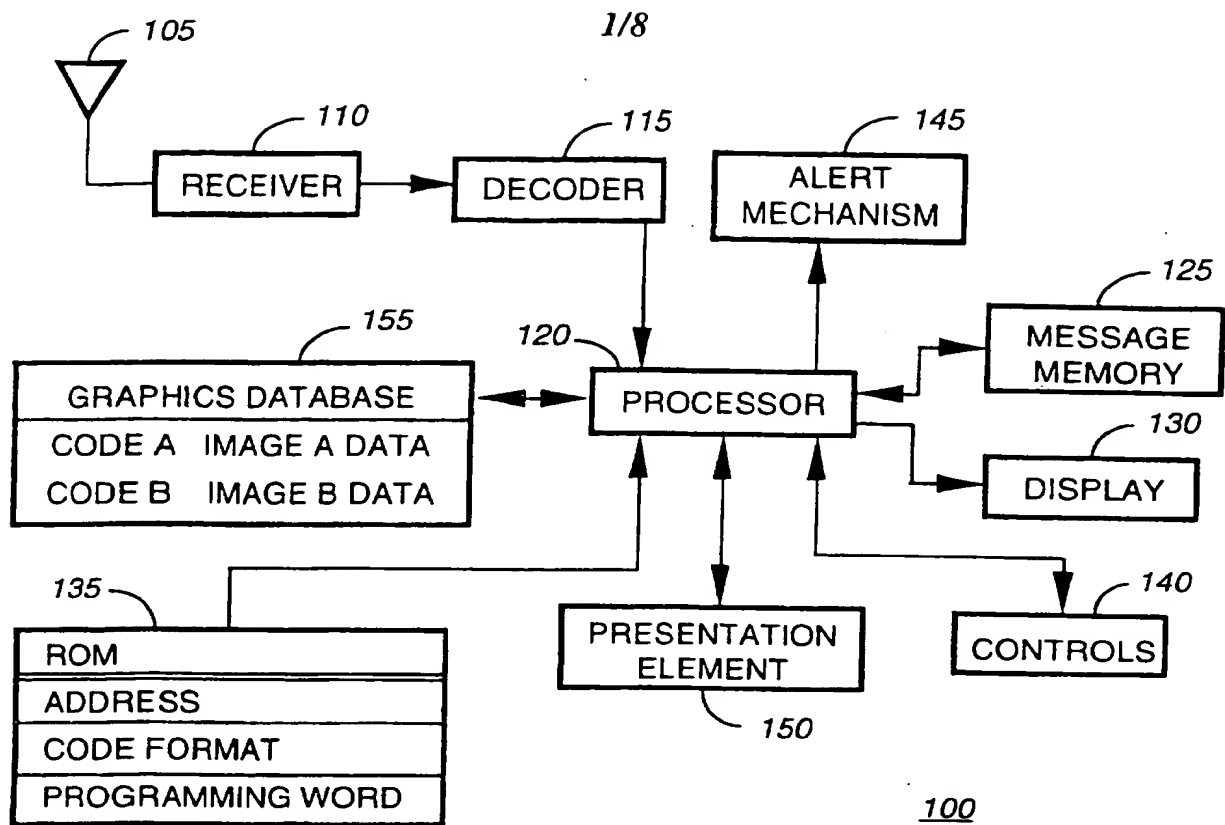 1/8
105
110
115
145
RECEIVER
DECODER
ALERT
MECHANISM
125
155
120
MESSAGE
MEMORY
GRAPHICS DATABASE
PROCESSOR
CODE A IMAGE A DATA
CODE B IMAGE B DATA
130
DISPLAY
135
140
ROM
PRESENTATION
ELEMENT
CONTROLS
ADDRESS
150
CODE FORMAT
PROGRAMMING WORD
100